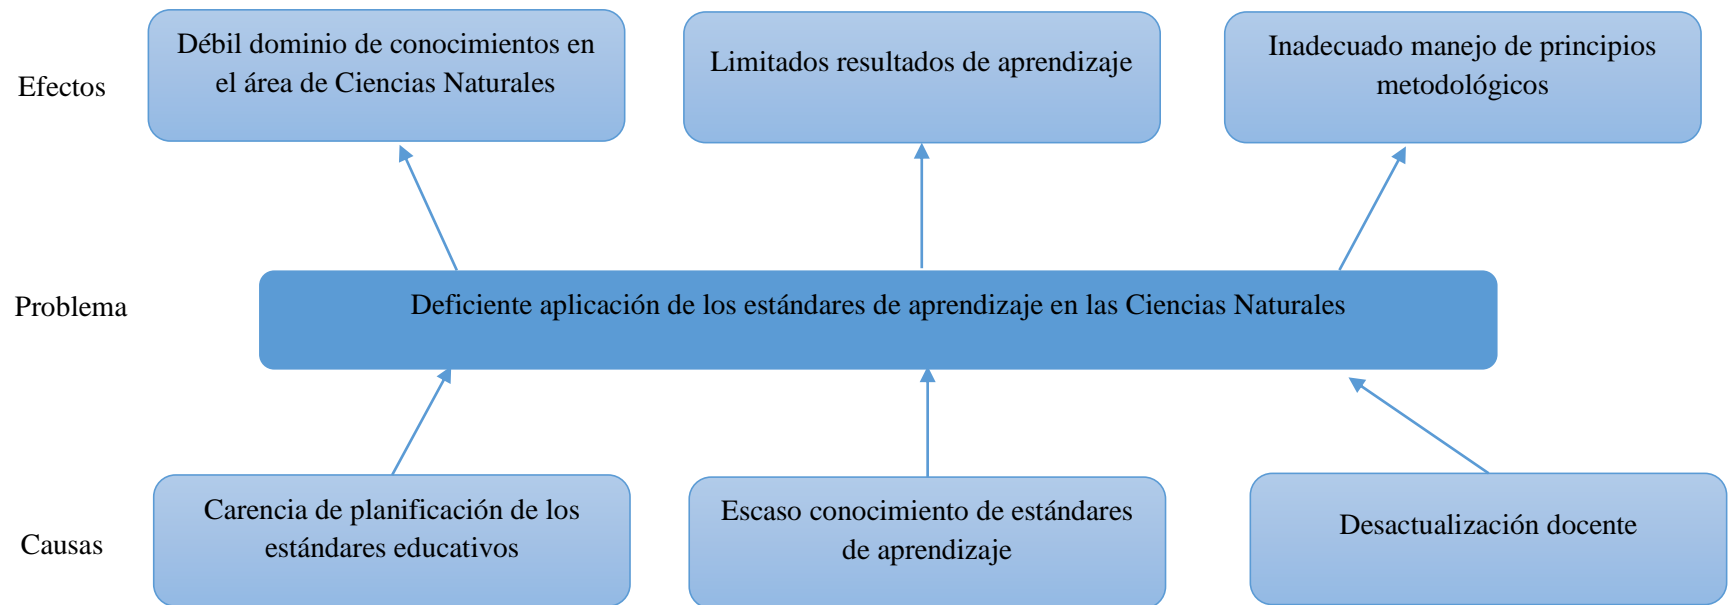 Efectos
Débil dominio de conocimientos en
el área de Ciencias Naturales
Limitados resultados de aprendizaje
Inadecuado manejo de principios
metodológicos
Problema
Deficiente aplicación de los estándares de aprendizaje en las Ciencias Naturales
Causas
Carencia de planificación de los
estándares educativos
Escaso conocimiento de estándares
de aprendizaje
Desactualización docente